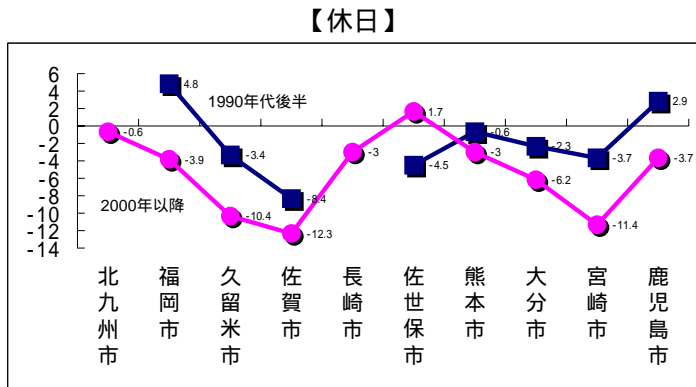 【休日】
6
4
2
0
-2
-4
-6
-8
-10
-12
-14
1990年代後半
2000年以降
4.8
-3.4
-8.4
-4.5
-0.6
-2.3
-3.7
2.9
-0.6
-3.9
-10.4
-12.3
-3
1.7
-3
-6.2
-11.4
-3.7
北九州市
福岡市
久留米市
佐賀市
長崎市
佐世保市
熊本市
大分市
宮崎市
鹿児島市